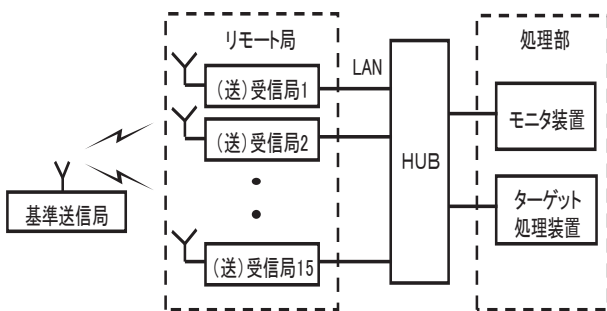 リモート局
処理部
LAN
(送)受信局1
(送)受信局2
モニタ装置
HUB
基準送信局
ターゲット
処理装置
(送)受信局15